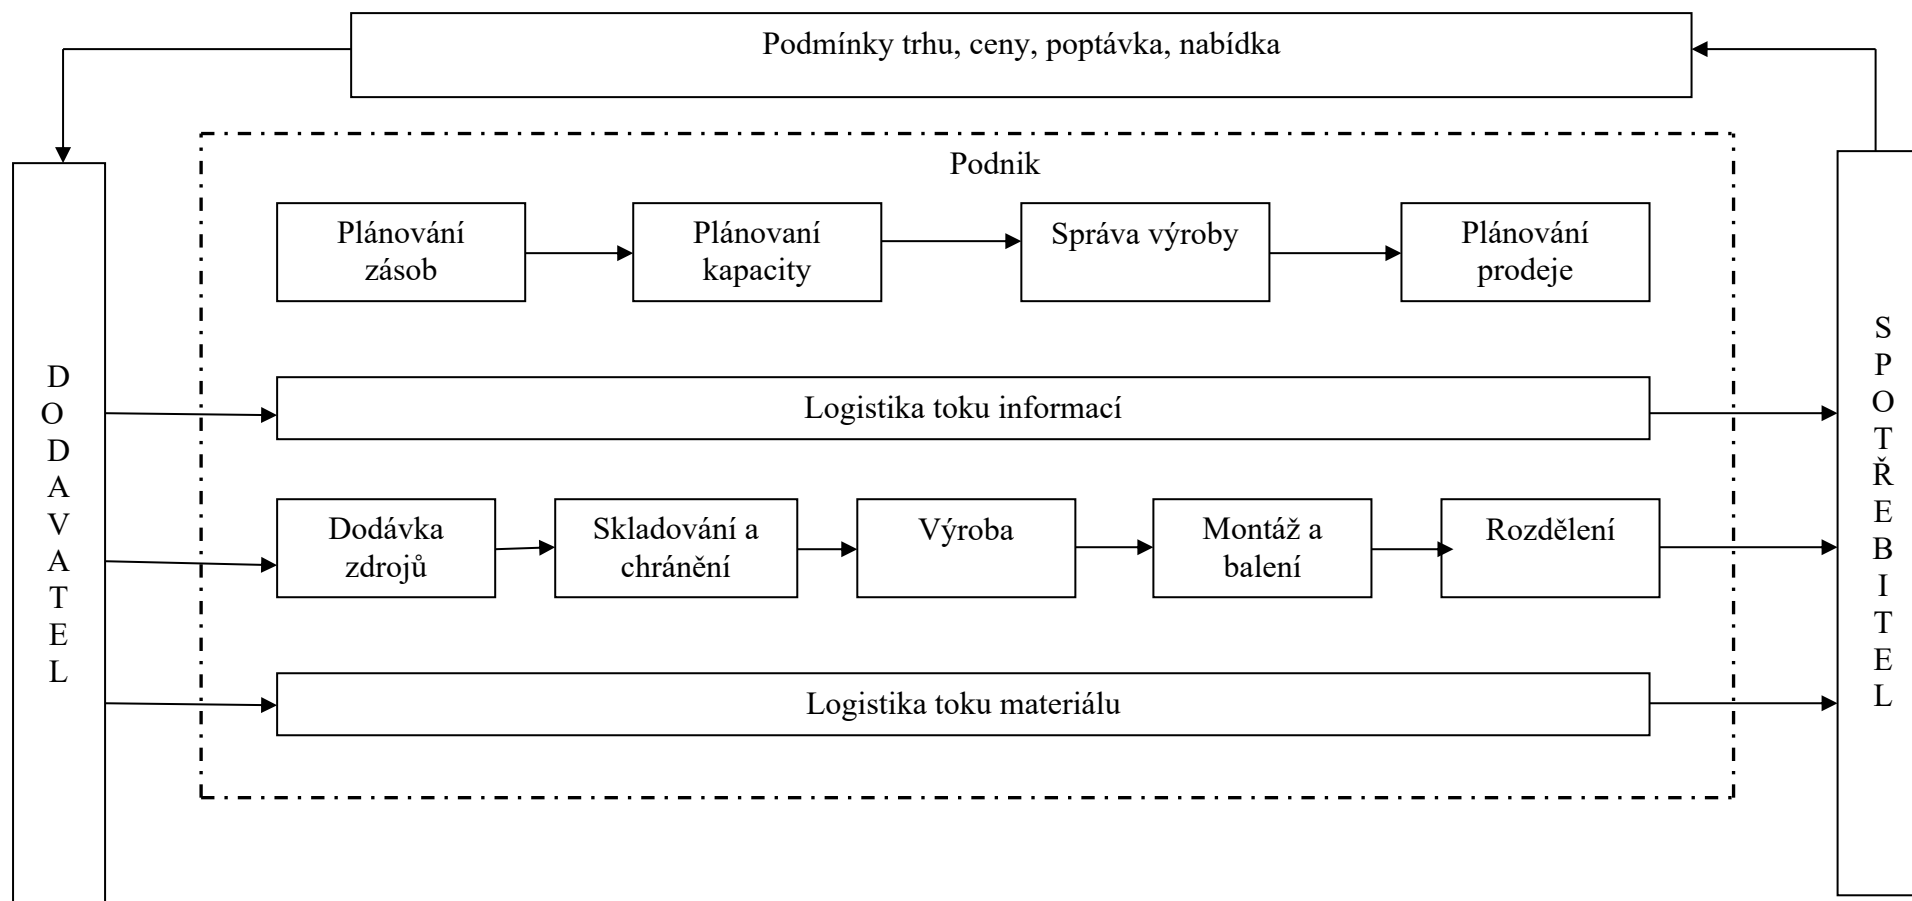 Podmínky trhu, ceny, poptávka, nabídka
Podnik
Plánování
zásob
Plánovaní
kapacity
Správa výroby
Plánování
prodeje
D
O
D
A
V
A
T
E
L
Logistika toku informací
Dodávka
zdrojů
Skladování a
chránění
Výroba
Montáž a
balení
Rozdělení
Logistika toku materiálu
S
P
O
T
Ř
E
B
I
T
E
L